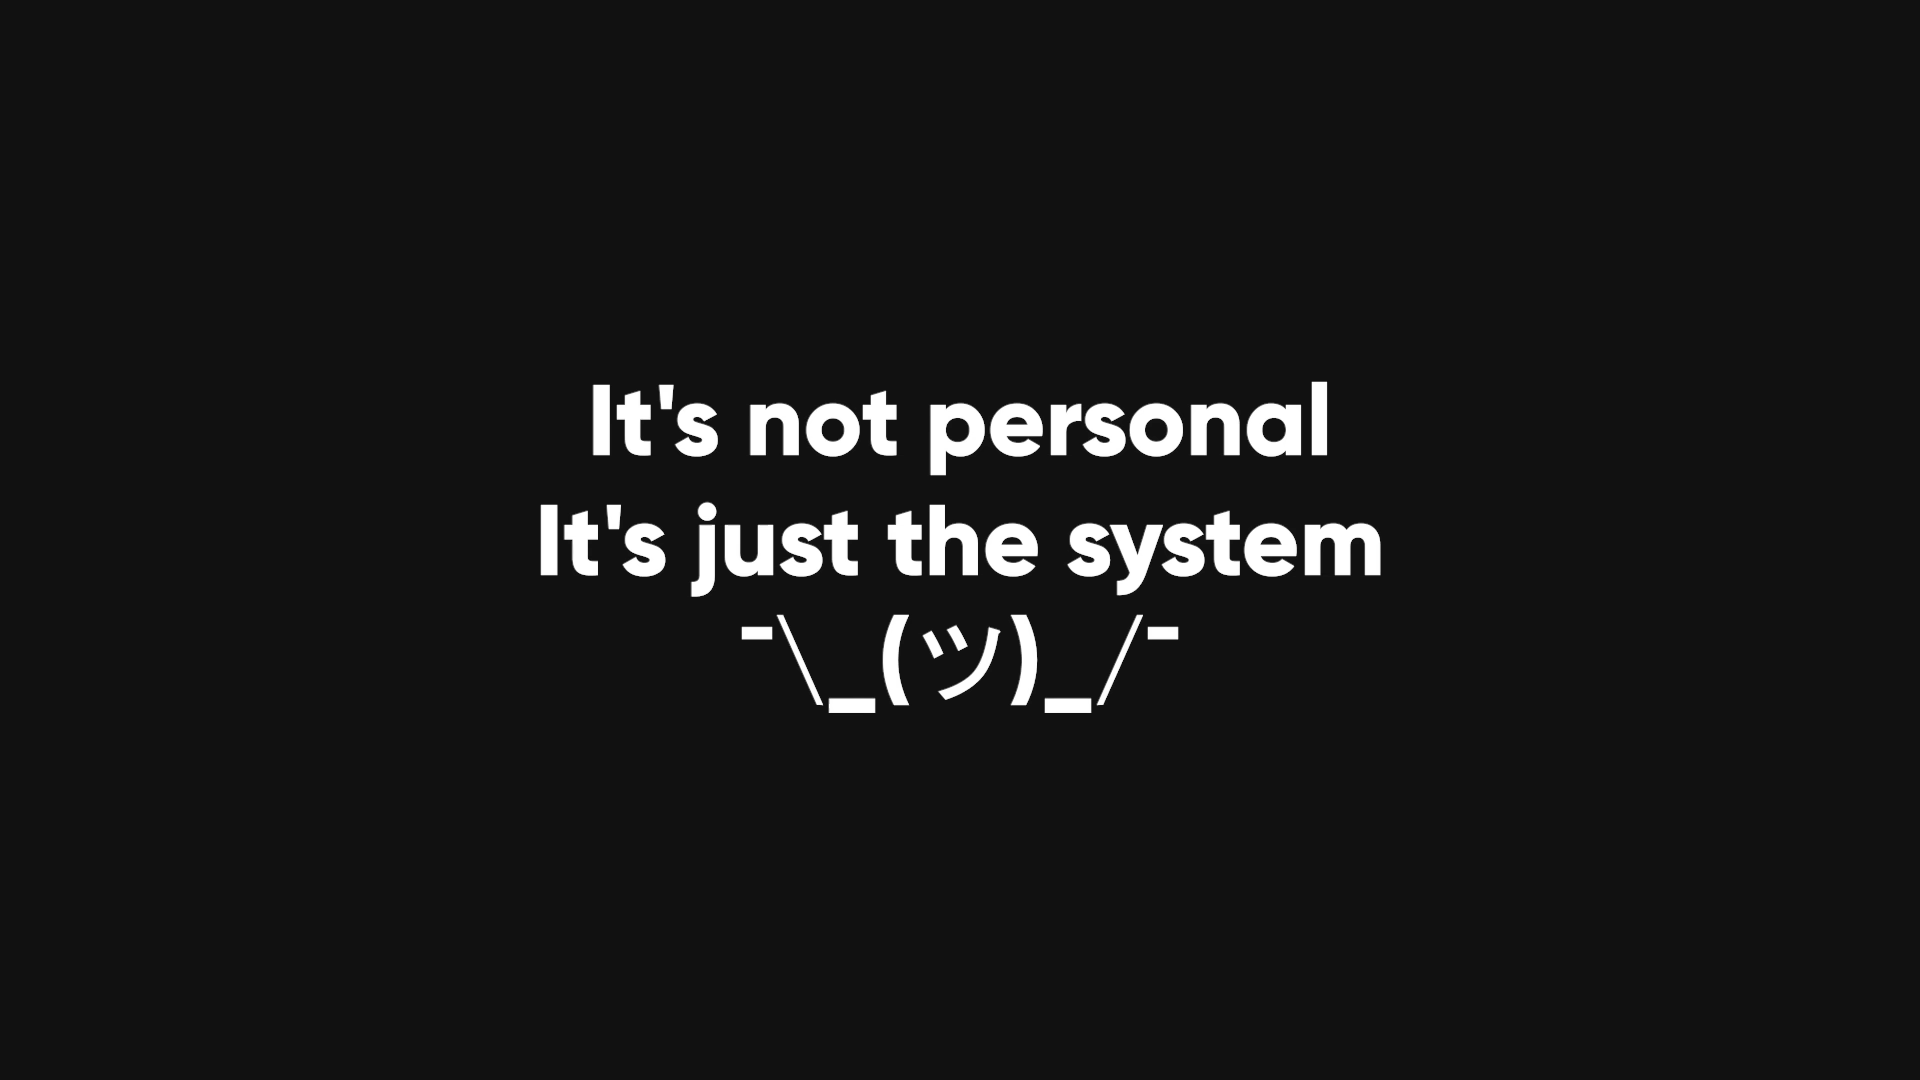 It's not personal
It's just the system
¯\_(ツ)_/¯